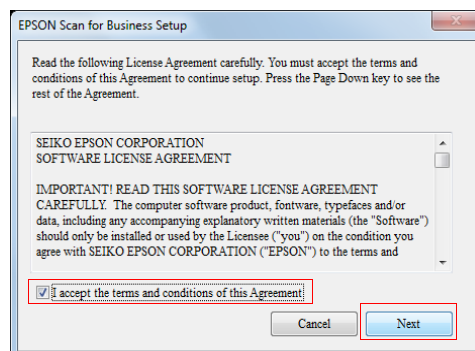 EPSON Scan for Business Setup
Read the following License Agreement carefully. You must accept the terms and
conditions of this Agreement to continue setup. Press the Page Down key to see the
rest of the Agreement.
SEIKO EPSON CORPORATION
SOFTWARE LICENSE AGREEMENT
IMPORTANT! READ THIS SOFTWARE LICENSE AGREEMENT
CAREFULLY. The computer software product, fontware, typefaces and/or
data, including any accompanying explanatory written materials (the "Software")
should only be installed or used by the Licensee ("you") on the condition you
agree with SEIKO EPSON CORPORATION ("EPSON") to the terms and
I accept the terms and conditions of this Agreement
Cancel Next